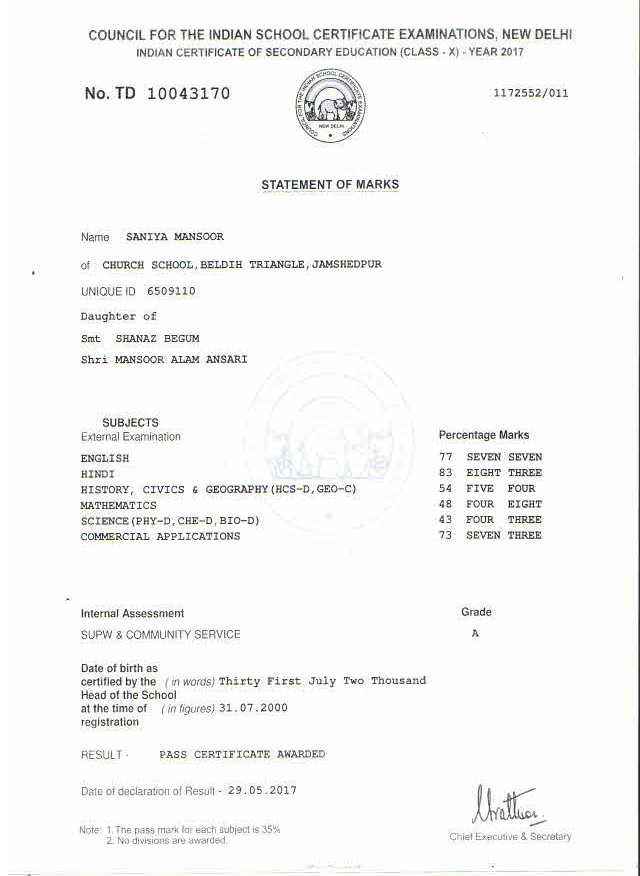 COUNCIL FOR THE INDIAN SCHOOL CERTIFICATE EXAMINATIONS, NEW DELHI
INDIAN CERTIFICATE OF SECONDARY EDUCATION (CLASS - X) - YEAR 2017
No. TD 10043170
1172552/011
COUNCIL FOR THE INDIAN SCHOOL CERTIFICATE EXAMINATIONS
NEW DELHI
STATEMENT OF MARKS
Name SANIYA MANSOOR
of CHURCH SCHOOL,BELDIH TRIANGLE,JAMSHEDPUR
UNIQUE ID 6509110
Daughter of
Smt SHANAZ BEGUM
Shri MANSOOR ALAM ANSARI
SUBJECTS
External Examination Percentage Marks
ENGLISH 77 SEVEN SEVEN
HINDI 83 EIGHT THREE
HISTORY, CIVICS & GEOGRAPHY(HCS-D,GEO-C) 54 FIVE FOUR
MATHEMATICS 48 FOUR EIGHT
SCIENCE(PHY-D,CHE-D,BIO-D) 43 FOUR THREE
COMMERCIAL APPLICATIONS 73 SEVEN THREE
Internal Assessment Grade
SUPW & COMMUNITY SERVICE A
Date of birth as
certified by the (in words) Thirty First July Two Thousand
Head of the School
at the time of (in figures) 31.07.2000
registration
RESULT - PASS CERTIFICATE AWARDED
Date of declaration of Result - 29.05.2017
Note: 1. The pass mark for each subject is 35%
2. No divisions are awarded.
Chief Executive & Secretary